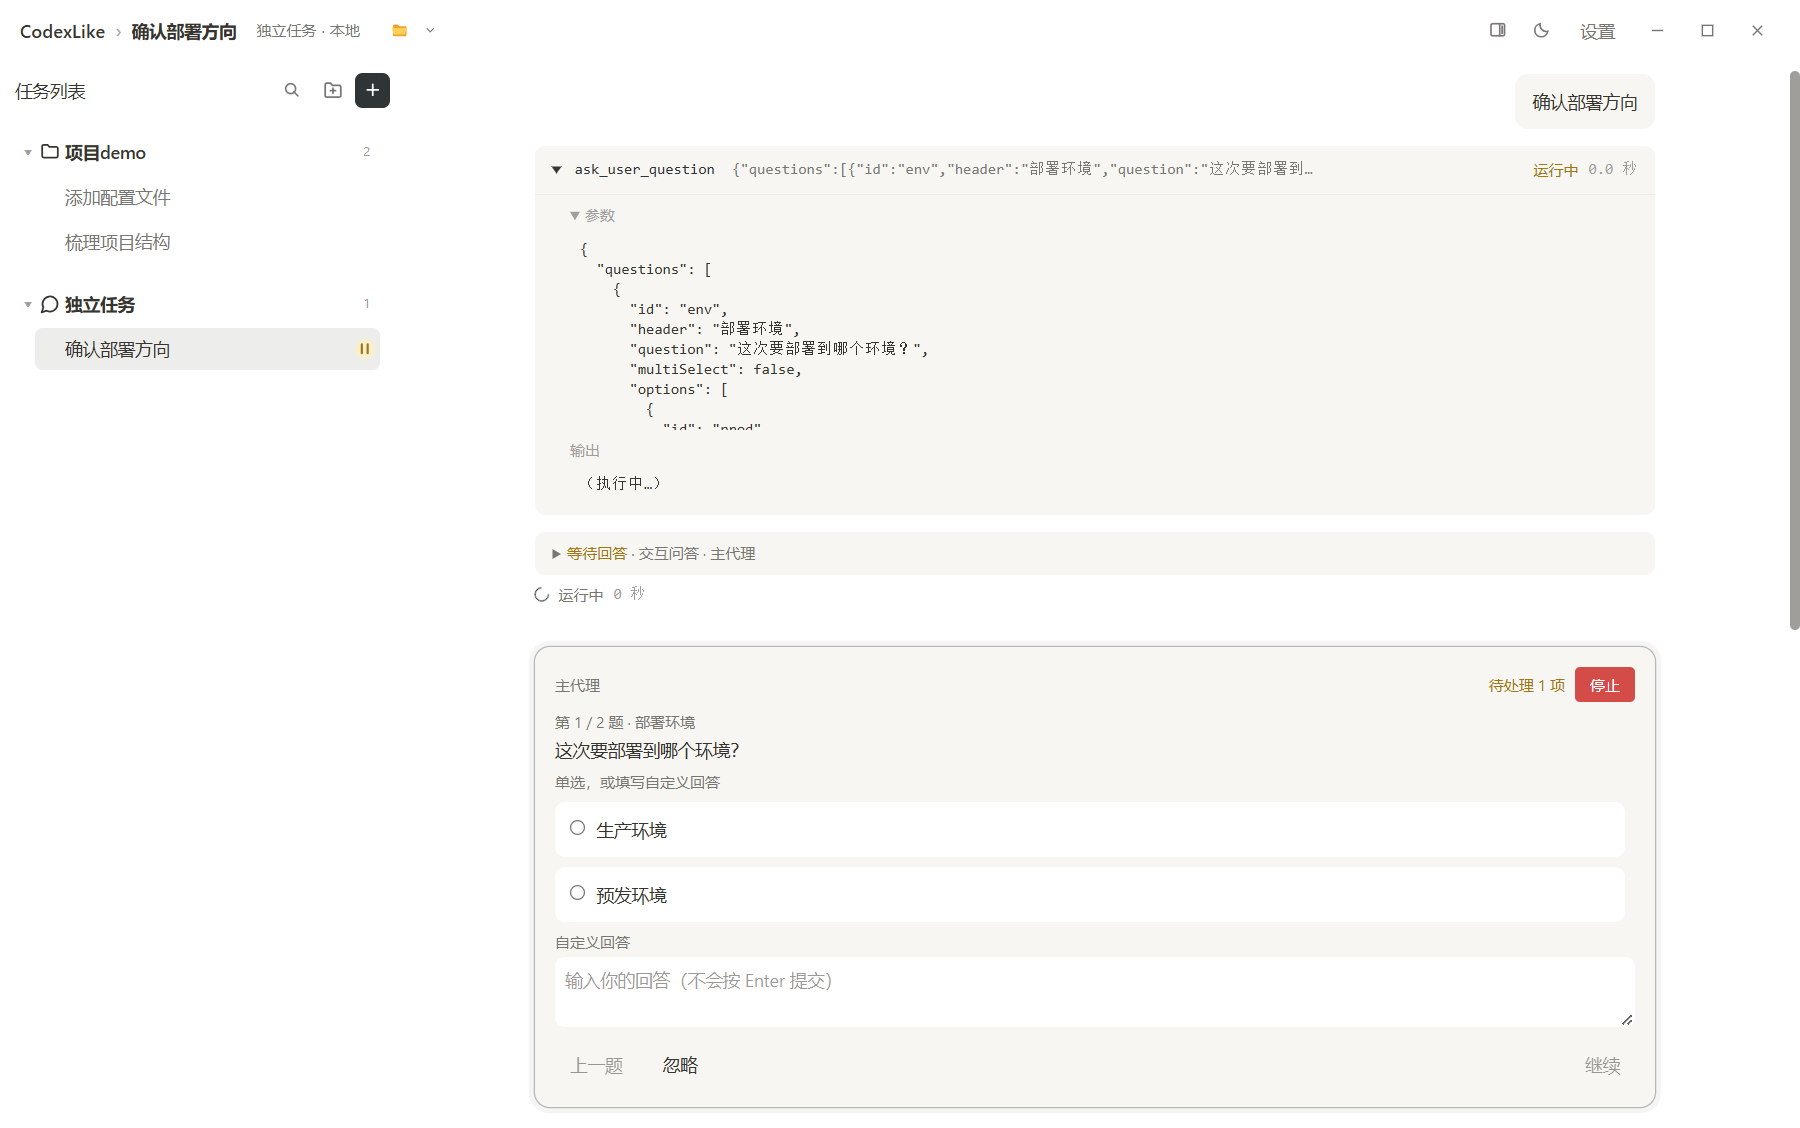 CodexLike › 确认部署方向 独立任务 · 本地
设置
任务列表
项目demo 2
添加配置文件
梳理项目结构
独立任务 1
确认部署方向
确认部署方向
ask_user_question {"questions":[{"id":"env","header":"部署环境","question":"这次要部署到… 运行中 0.0 秒
参数
{
"questions": [
{
"id": "env",
"header": "部署环境",
"question": "这次要部署到哪个环境？",
"multiSelect": false,
"options": [
{
"id": "prod"
输出
（执行中…）
等待回答 · 交互问答 · 主代理
运行中 0 秒
主代理 待处理 1 项 停止
第 1 / 2 题 · 部署环境
这次要部署到哪个环境？
单选，或填写自定义回答
生产环境
预发环境
自定义回答
输入你的回答（不会按 Enter 提交）
上一题 忽略 继续